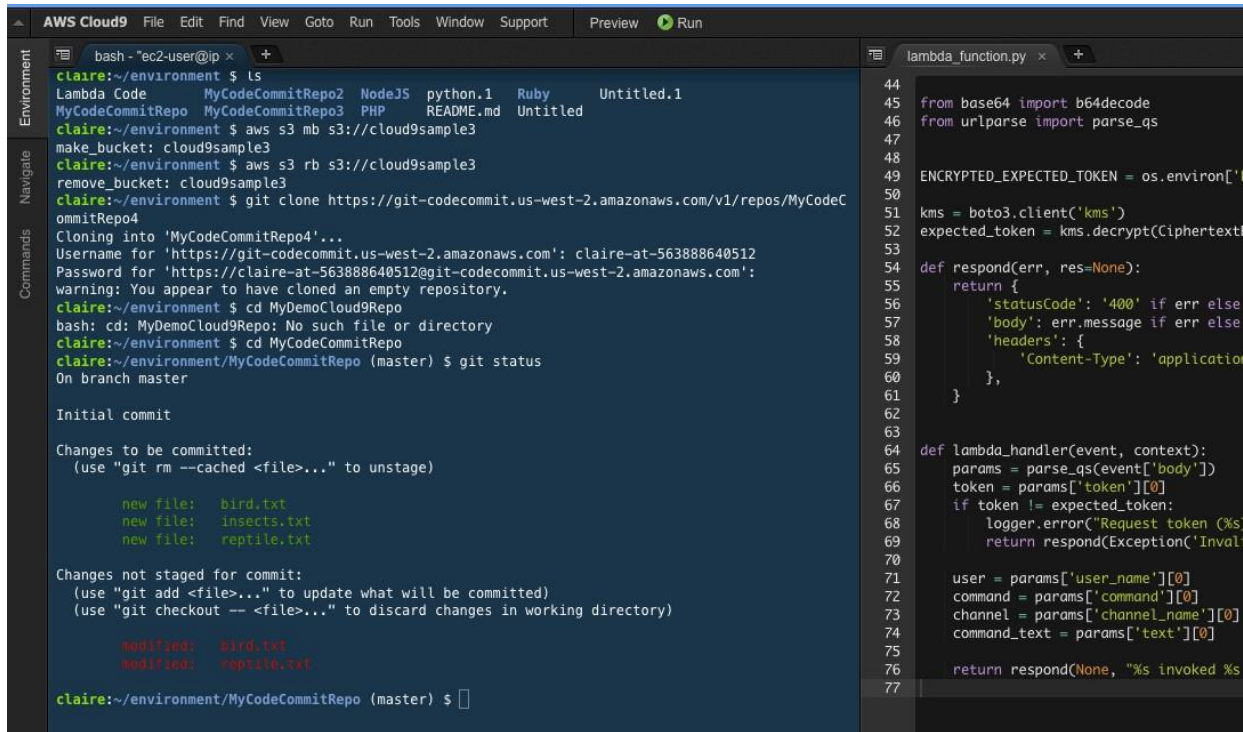 AWS Cloud9 File Edit Find View Goto Run Tools Window Support Preview Run
Environment
Navigate
Commands
bash - "ec2-user@ip × +
claire:~/environment $ ls
Lambda Code MyCodeCommitRepo2 NodeJS python.1 Ruby Untitled.1
MyCodeCommitRepo MyCodeCommitRepo3 PHP README.md Untitled
claire:~/environment $ aws s3 mb s3://cloud9sample3
make_bucket: cloud9sample3
claire:~/environment $ aws s3 rb s3://cloud9sample3
remove_bucket: cloud9sample3
claire:~/environment $ git clone https://git-codecommit.us-west-2.amazonaws.com/v1/repos/MyCodeC
ommitRepo4
Cloning into 'MyCodeCommitRepo4'...
Username for 'https://git-codecommit.us-west-2.amazonaws.com': claire-at-563888640512
Password for 'https://claire-at-563888640512@git-codecommit.us-west-2.amazonaws.com':
warning: You appear to have cloned an empty repository.
claire:~/environment $ cd MyDemoCloud9Repo
bash: cd: MyDemoCloud9Repo: No such file or directory
claire:~/environment $ cd MyCodeCommitRepo
claire:~/environment/MyCodeCommitRepo (master) $ git status
On branch master
Initial commit
Changes to be committed:
(use "git rm --cached <file>..." to unstage)
new file: bird.txt
new file: insects.txt
new file: reptile.txt
Changes not staged for commit:
(use "git add <file>..." to update what will be committed)
(use "git checkout -- <file>..." to discard changes in working directory)
modified: bird.txt
modified: reptile.txt
claire:~/environment/MyCodeCommitRepo (master) $
lambda_function.py × +
44
45 from base64 import b64decode
46 from urlparse import parse_qs
47
48
49 ENCRYPTED_EXPECTED_TOKEN = os.environ['
50
51 kms = boto3.client('kms')
52 expected_token = kms.decrypt(Ciphertext
53
54 def respond(err, res=None):
55 return {
56 'statusCode': '400' if err else
57 'body': err.message if err else
58 'headers': {
59 'Content-Type': 'application
60 },
61 }
62
63
64 def lambda_handler(event, context):
65 params = parse_qs(event['body'])
66 token = params['token'][0]
67 if token != expected_token:
68 logger.error("Request token (%s)
69 return respond(Exception('Inval
70
71 user = params['user_name'][0]
72 command = params['command'][0]
73 channel = params['channel_name'][0]
74 command_text = params['text'][0]
75
76 return respond(None, "%s invoked %s
77